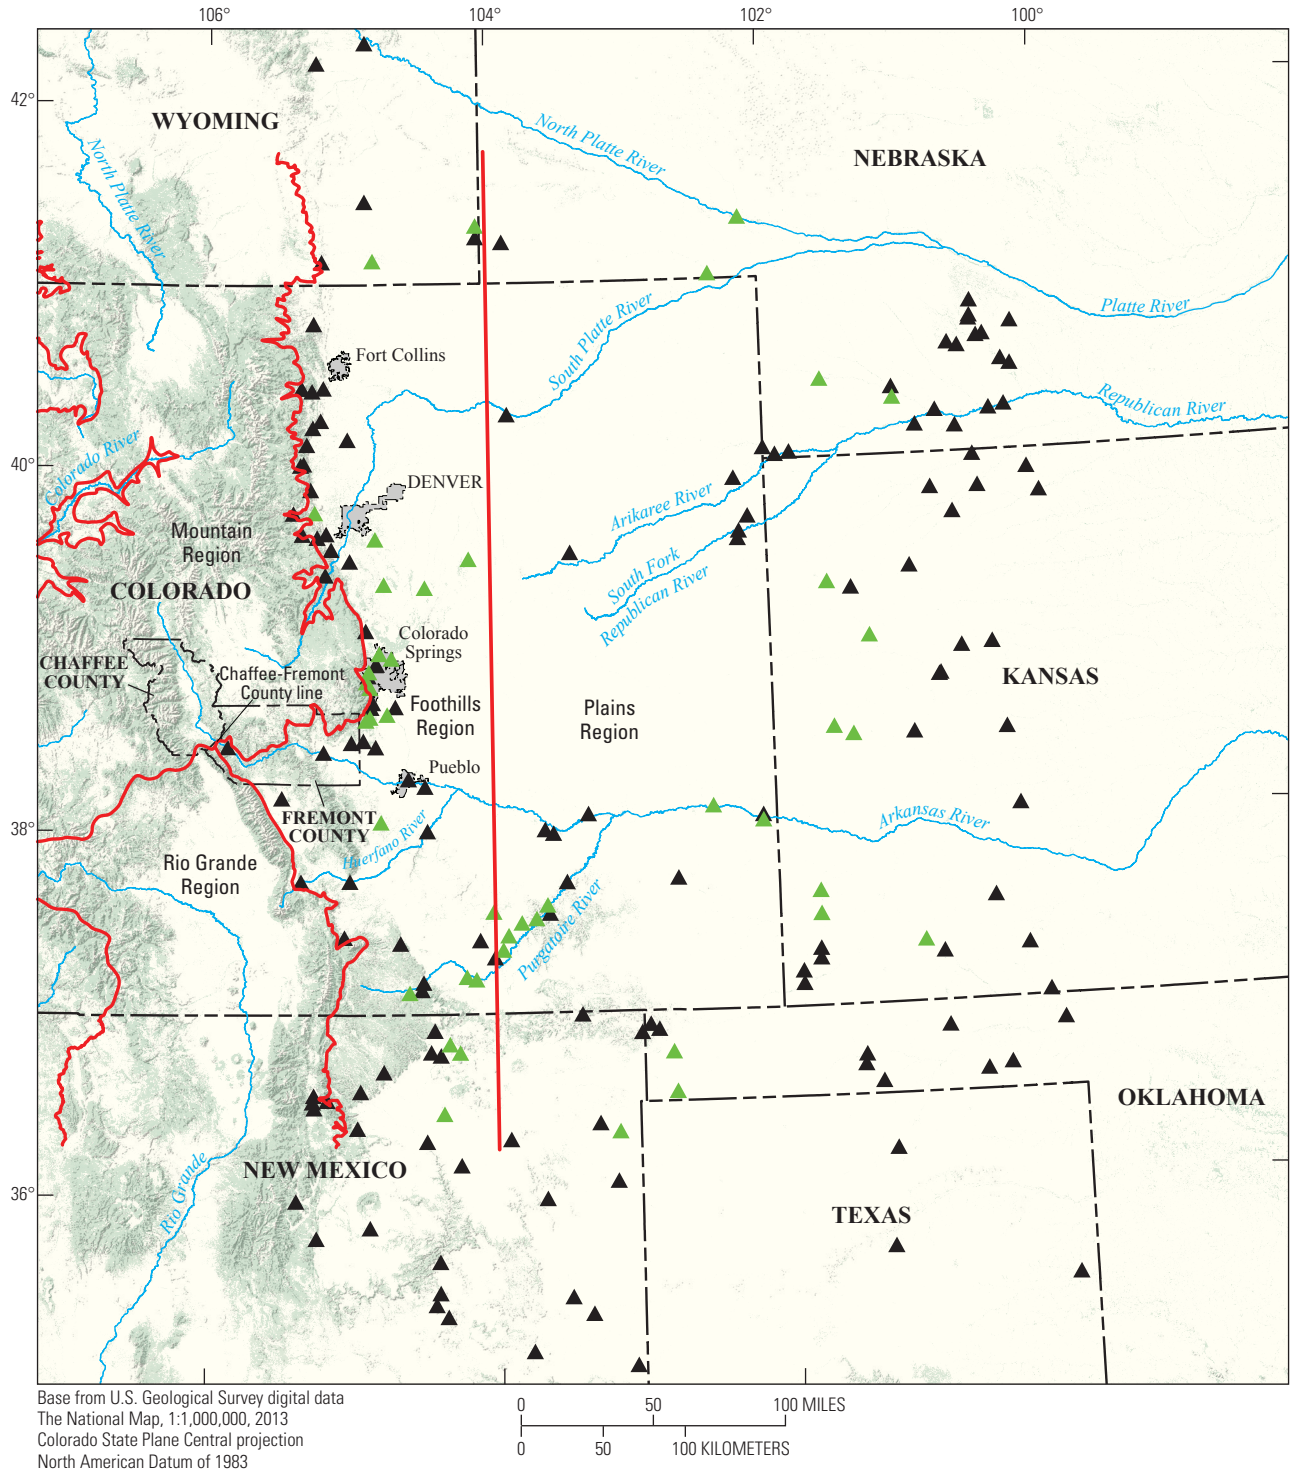 106°
104°
102°
100°
42°
WYOMING
North Platte River
NEBRASKA
North Platte River
Platte River
South Platte River
Fort Collins
Republican River
40°
Colorado River
DENVER
Arikaree River
Mountain
Region
South Fork
Republican River
COLORADO
Colorado
Springs
CHAFFEE
COUNTY
Chaffee-Fremont
County line
KANSAS
Foothills
Region
Plains
Region
Pueblo
38°
FREMONT
COUNTY
Arkansas River
Huerfano River
Rio Grande
Region
Purgatoire River
OKLAHOMA
NEW MEXICO
36°
Rio Grande
TEXAS
Base from U.S. Geological Survey digital data
The National Map, 1:1,000,000, 2013
Colorado State Plane Central projection
North American Datum of 1983
0 50 100 MILES
0 50 100 KILOMETERS